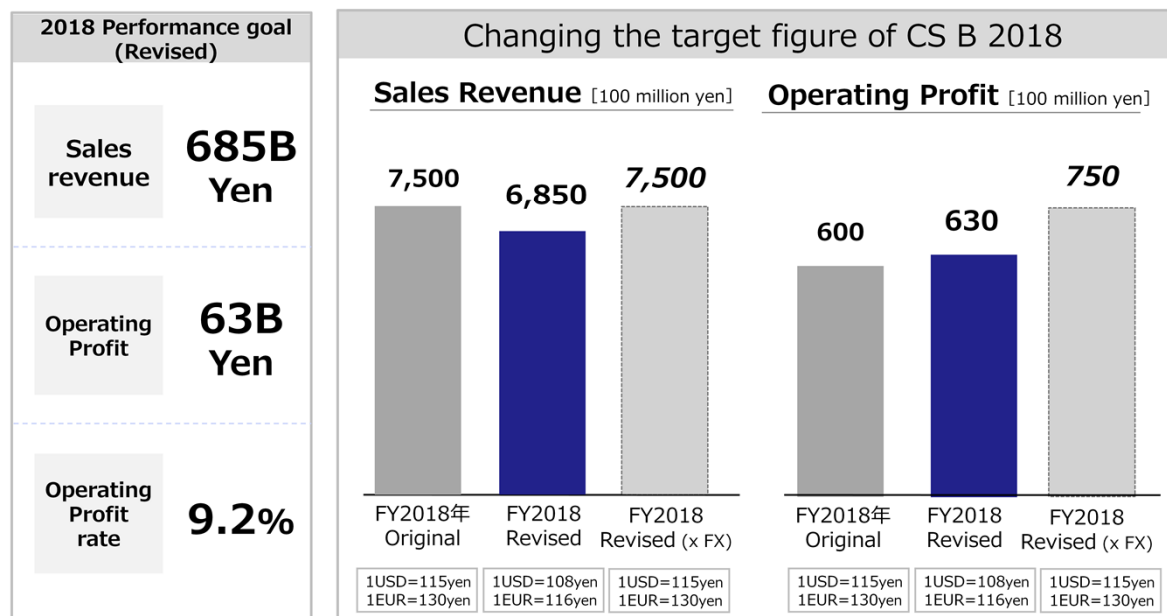 2018 Performance goal
(Revised)
Sales
revenue
685B
Yen
Operating
Profit
63B
Yen
Operating
Profit
rate
9.2%
Changing the target figure of CS B 2018
Sales Revenue [100 million yen]
7,500
6,850
7,500
FY2018年
Original
FY2018
Revised
FY2018
Revised (x FX)
1USD=115yen
1EUR=130yen
1USD=108yen
1EUR=116yen
1USD=115yen
1EUR=130yen
Operating Profit [100 million yen]
600
630
750
FY2018年
Original
FY2018
Revised
FY2018
Revised (x FX)
1USD=115yen
1EUR=130yen
1USD=108yen
1EUR=116yen
1USD=115yen
1EUR=130yen